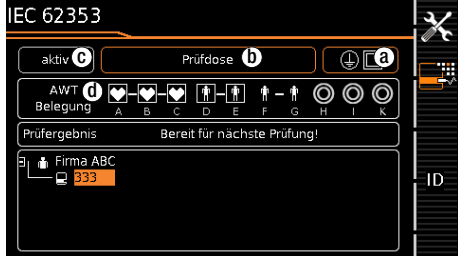 IEC 62353
aktiv c
Prüfdose b
a
AWT d
Belegung
A B C D E F G H I K
Prüfergebnis Bereit für nächste Prüfung!
Firma ABC
333
ID